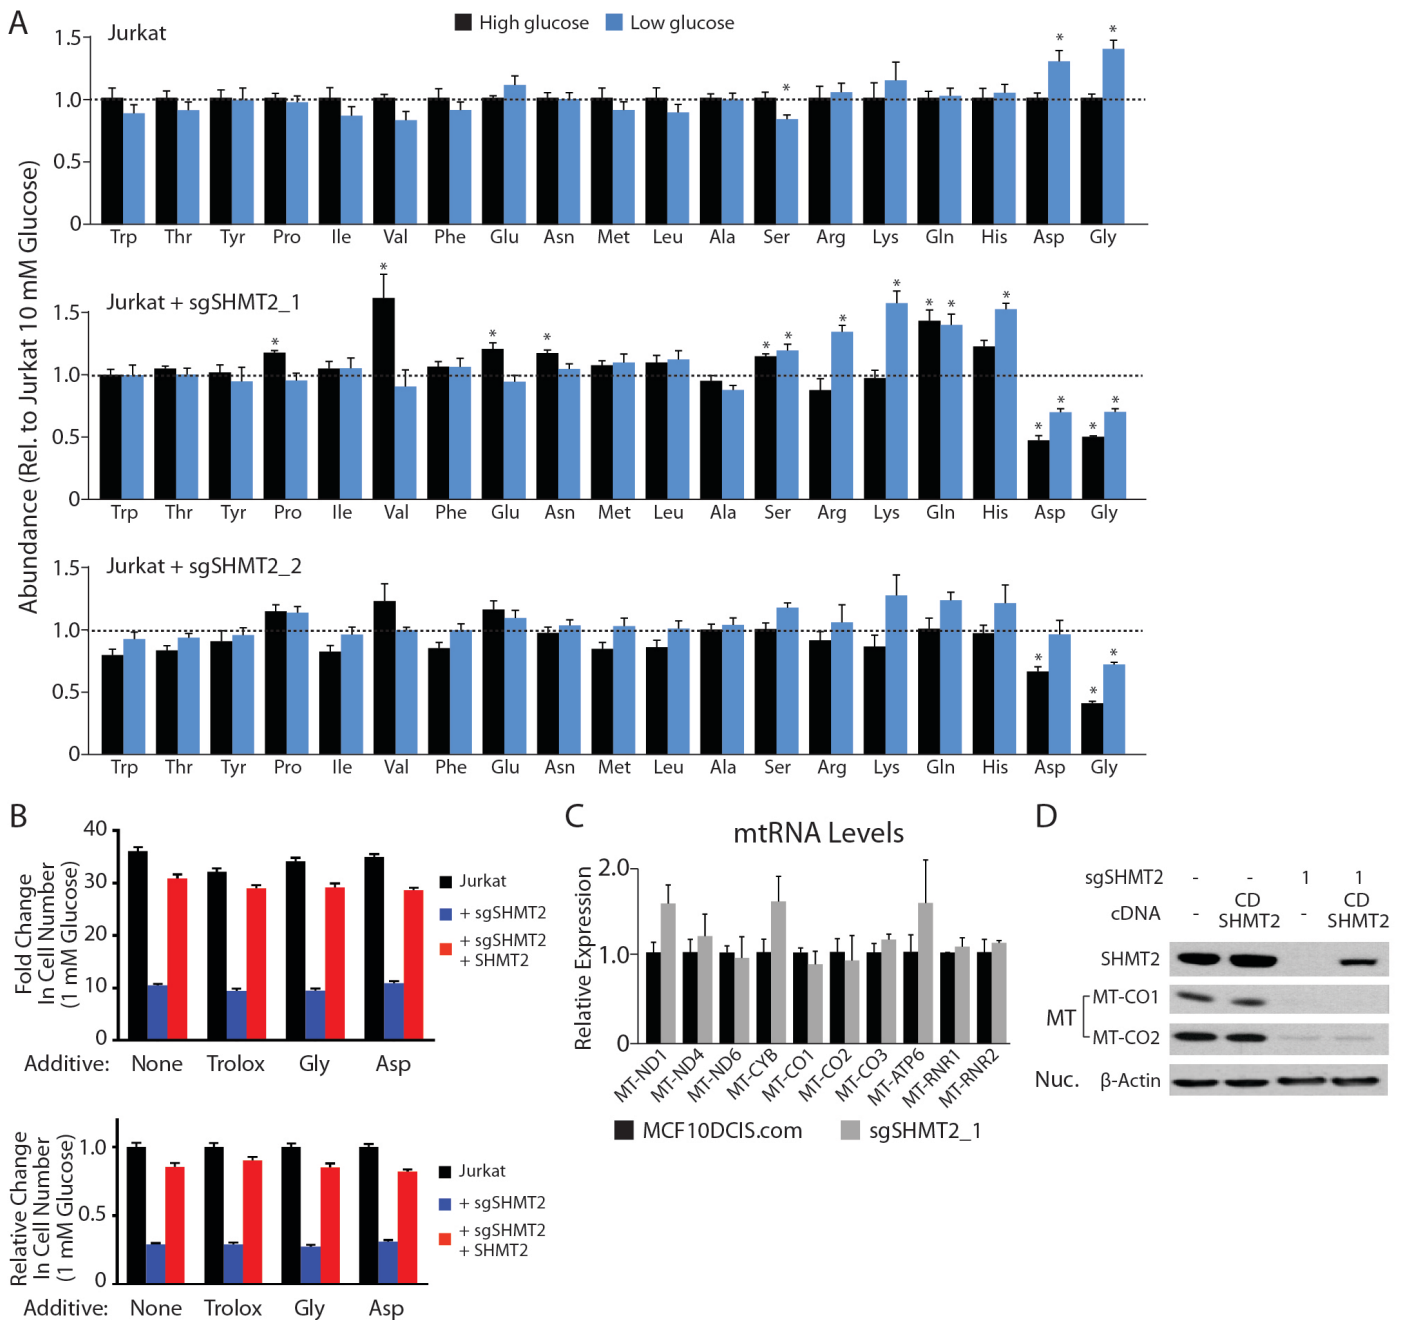 A
Jurkat
High glucose
Low glucose
Abundance (Rel. to Jurkat 10 mM Glucose)
1.5
1.0
0.5
0
* * *
Trp Thr Tyr Pro Ile Val Phe Glu Asn Met Leu Ala Ser Arg Lys Gln His Asp Gly
Jurkat + sgSHMT2_1
1.5
1.0
0.5
0
* * * * * * * * * * * * * * *
Trp Thr Tyr Pro Ile Val Phe Glu Asn Met Leu Ala Ser Arg Lys Gln His Asp Gly
Jurkat + sgSHMT2_2
1.5
1.0
0.5
0
* * *
Trp Thr Tyr Pro Ile Val Phe Glu Asn Met Leu Ala Ser Arg Lys Gln His Asp Gly
B
Fold Change
In Cell Number
(1 mM Glucose)
40
30
20
10
0
Jurkat
+ sgSHMT2
+ sgSHMT2
+ SHMT2
Additive: None Trolox Gly Asp
Relative Change
In Cell Number
(1 mM Glucose)
1.0
0.5
0
Jurkat
+ sgSHMT2
+ sgSHMT2
+ SHMT2
Additive: None Trolox Gly Asp
C
mtRNA Levels
Relative Expression
2.0
1.0
0
MT-ND1 MT-ND4 MT-ND6 MT-CYB MT-CO1 MT-CO2 MT-CO3 MT-ATP6 MT-RNR1 MT-RNR2
MCF10DCIS.com
sgSHMT2_1
D
sgSHMT2 - - 1 1
cDNA - CD SHMT2 - CD SHMT2
SHMT2
MT
MT-CO1
MT-CO2
Nuc. β-Actin